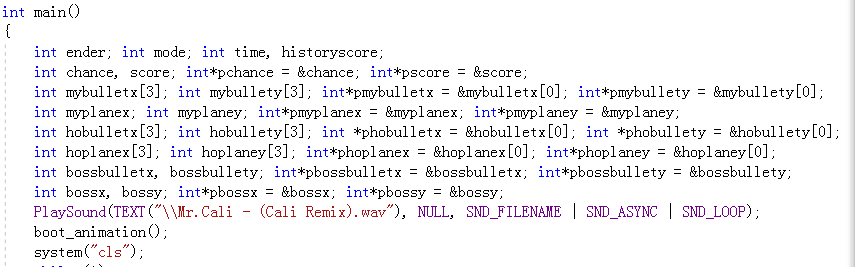 int main()
{
int ender; int mode; int time, historyscore;
int chance, score; int*pchance = &chance; int*pscore = &score;
int mybulletx[3]; int mybullety[3]; int*pmybulletx = &mybulletx[0]; int*pmybullety = &mybullety[0];
int myplanex; int myplaney; int*pmyplanex = &myplanex; int*pmyplaney = &myplaney;
int hobulletx[3]; int hobullety[3]; int *phobulletx = &hobulletx[0]; int *phobullety = &hobullety[0];
int hoplanex[3]; int hoplaney[3]; int*phoplanex = &hoplanex[0]; int*phoplaney = &hoplaney[0];
int bossbulletx, bossbullety; int*pbossbulletx = &bossbulletx; int*pbossbullety = &bossbullety;
int bossx, bossy; int*pbossx = &bossx; int*pbossy = &bossy;
PlaySound(TEXT("\\Mr.Cali - (Cali Remix).wav"), NULL, SND_FILENAME | SND_ASYNC | SND_LOOP);
boot_animation();
system("cls");